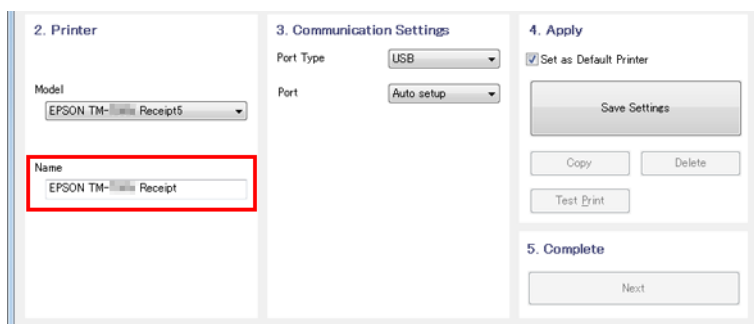 2. Printer
Model
EPSON TM- Receipt5
Name
EPSON TM- Receipt
3. Communication Settings
Port Type
USB
Port
Auto setup
4. Apply
Set as Default Printer
Save Settings
Copy
Delete
Test Print
5. Complete
Next